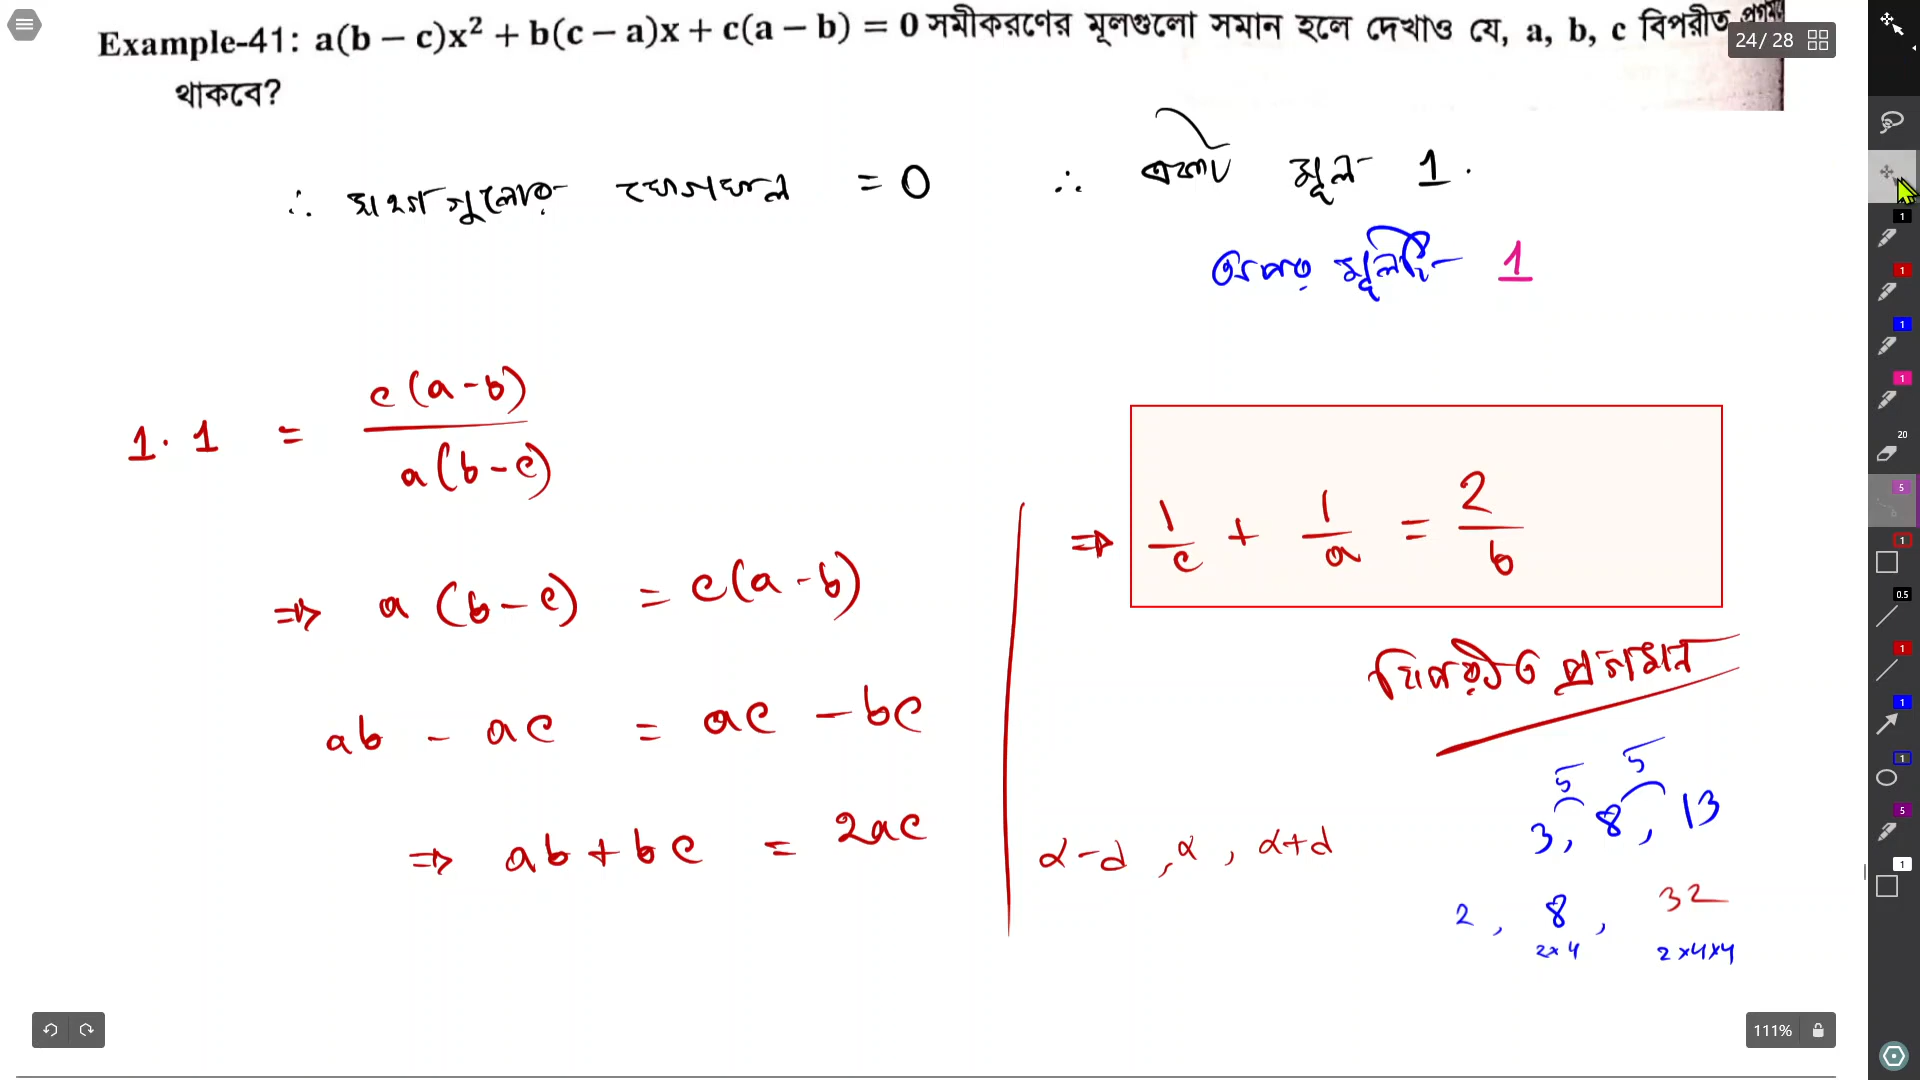 Example-41: a(b − c)x² + b(c − a)x + c(a − b) = 0 সমীকরণের মূলগুলো সমান হলে দেখাও যে, a, b, c বিপরীত
24/ 28
থাকবে?
∴ সহগগুলোর যোগফল = 0 ∴ একটি মূল 1.
অপর মূলটি 1
1 . 1 = c(a-b) / a(b-c)
⇒ 1/c + 1/a = 2/b
⇒ a (b-c) = c(a-b)
বিপরীত প্রগমন
ab - ac = ac - bc
5 5
3, 8, 13
⇒ ab + bc = 2ac
α-d, α, α+d
2, 8, 32
2×4 2×4×4
111%